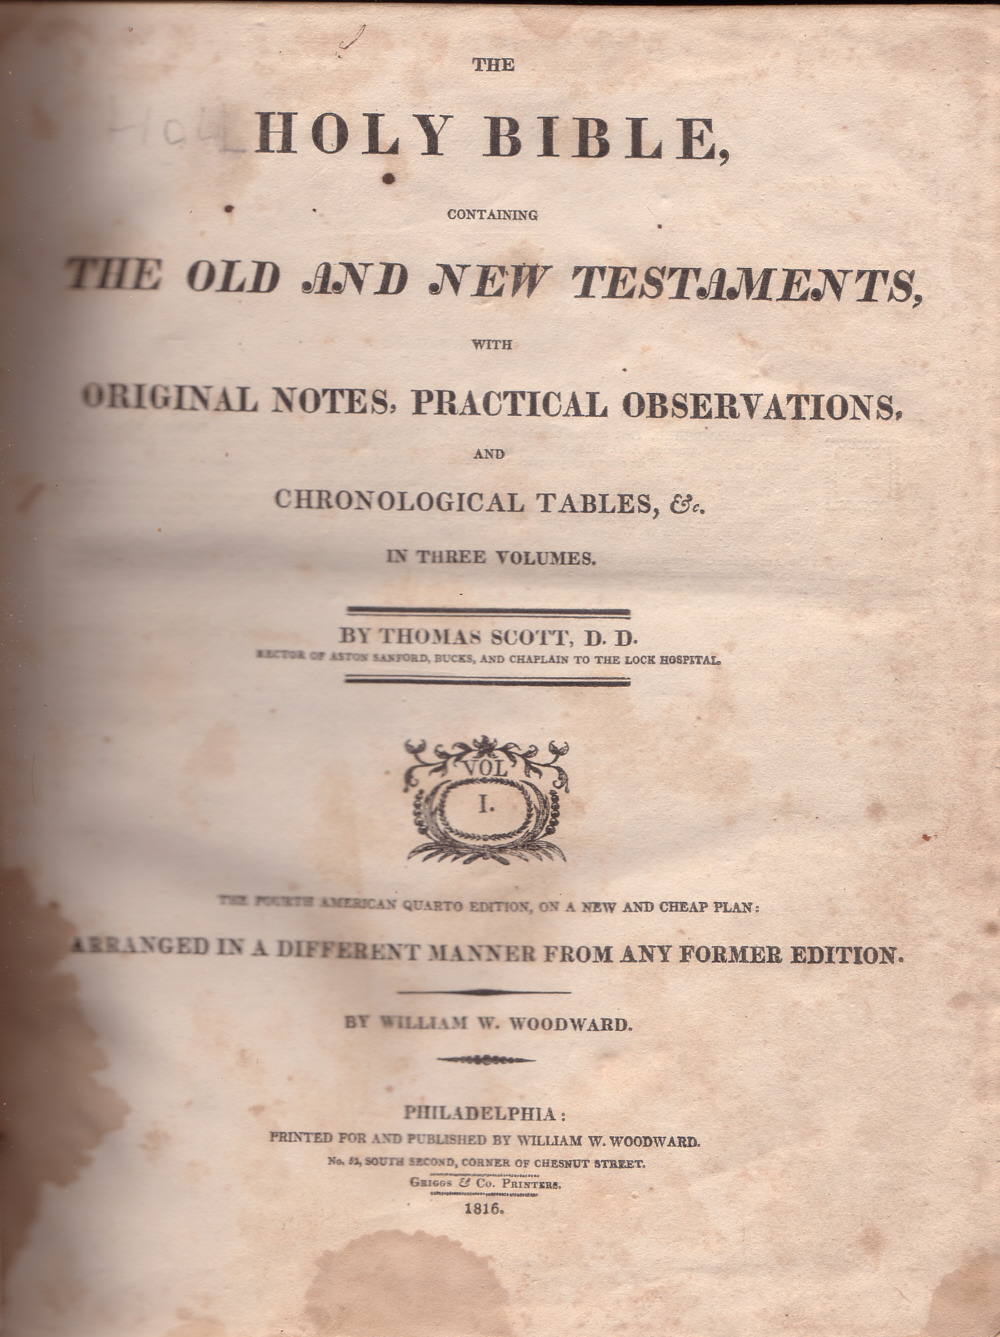 THE
HOLY BIBLE,
CONTAINING
THE OLD AND NEW TESTAMENTS,
WITH
ORIGINAL NOTES, PRACTICAL OBSERVATIONS,
AND
CHRONOLOGICAL TABLES, &c.
IN THREE VOLUMES.
BY THOMAS SCOTT, D. D.
RECTOR OF ASTON SANFORD, BUCKS, AND CHAPLAIN TO THE LOCK HOSPITAL.
VOL
I.
THE FOURTH AMERICAN QUARTO EDITION, ON A NEW AND CHEAP PLAN:
ARRANGED IN A DIFFERENT MANNER FROM ANY FORMER EDITION.
BY WILLIAM W. WOODWARD.
PHILADELPHIA:
PRINTED FOR AND PUBLISHED BY WILLIAM W. WOODWARD.
No. 52, SOUTH SECOND, CORNER OF CHESNUT STREET.
GRIGGS & Co. PRINTERS.
1816.